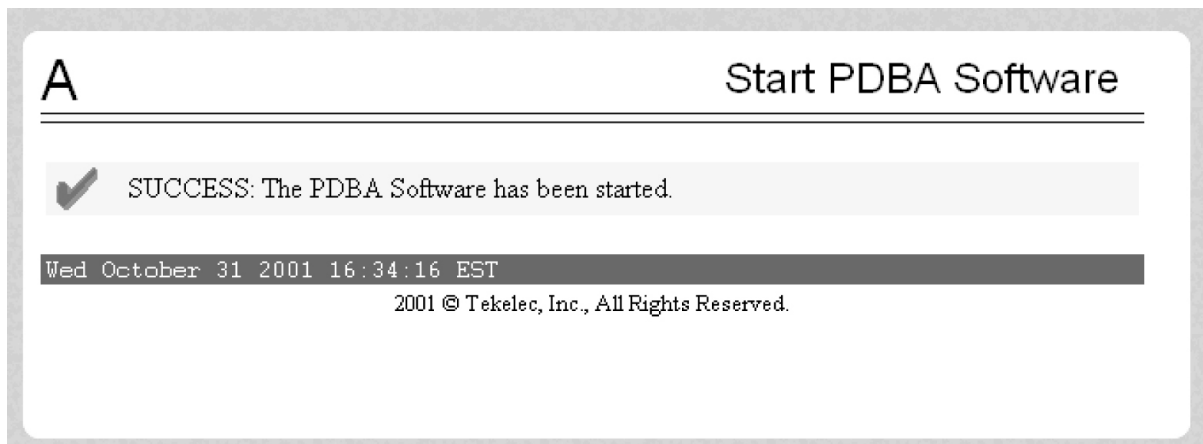 A
Start PDBA Software
SUCCESS: The PDBA Software has been started.
Wed October 31 2001 16:34:16 EST
2001 © Tekelec, Inc., All Rights Reserved.